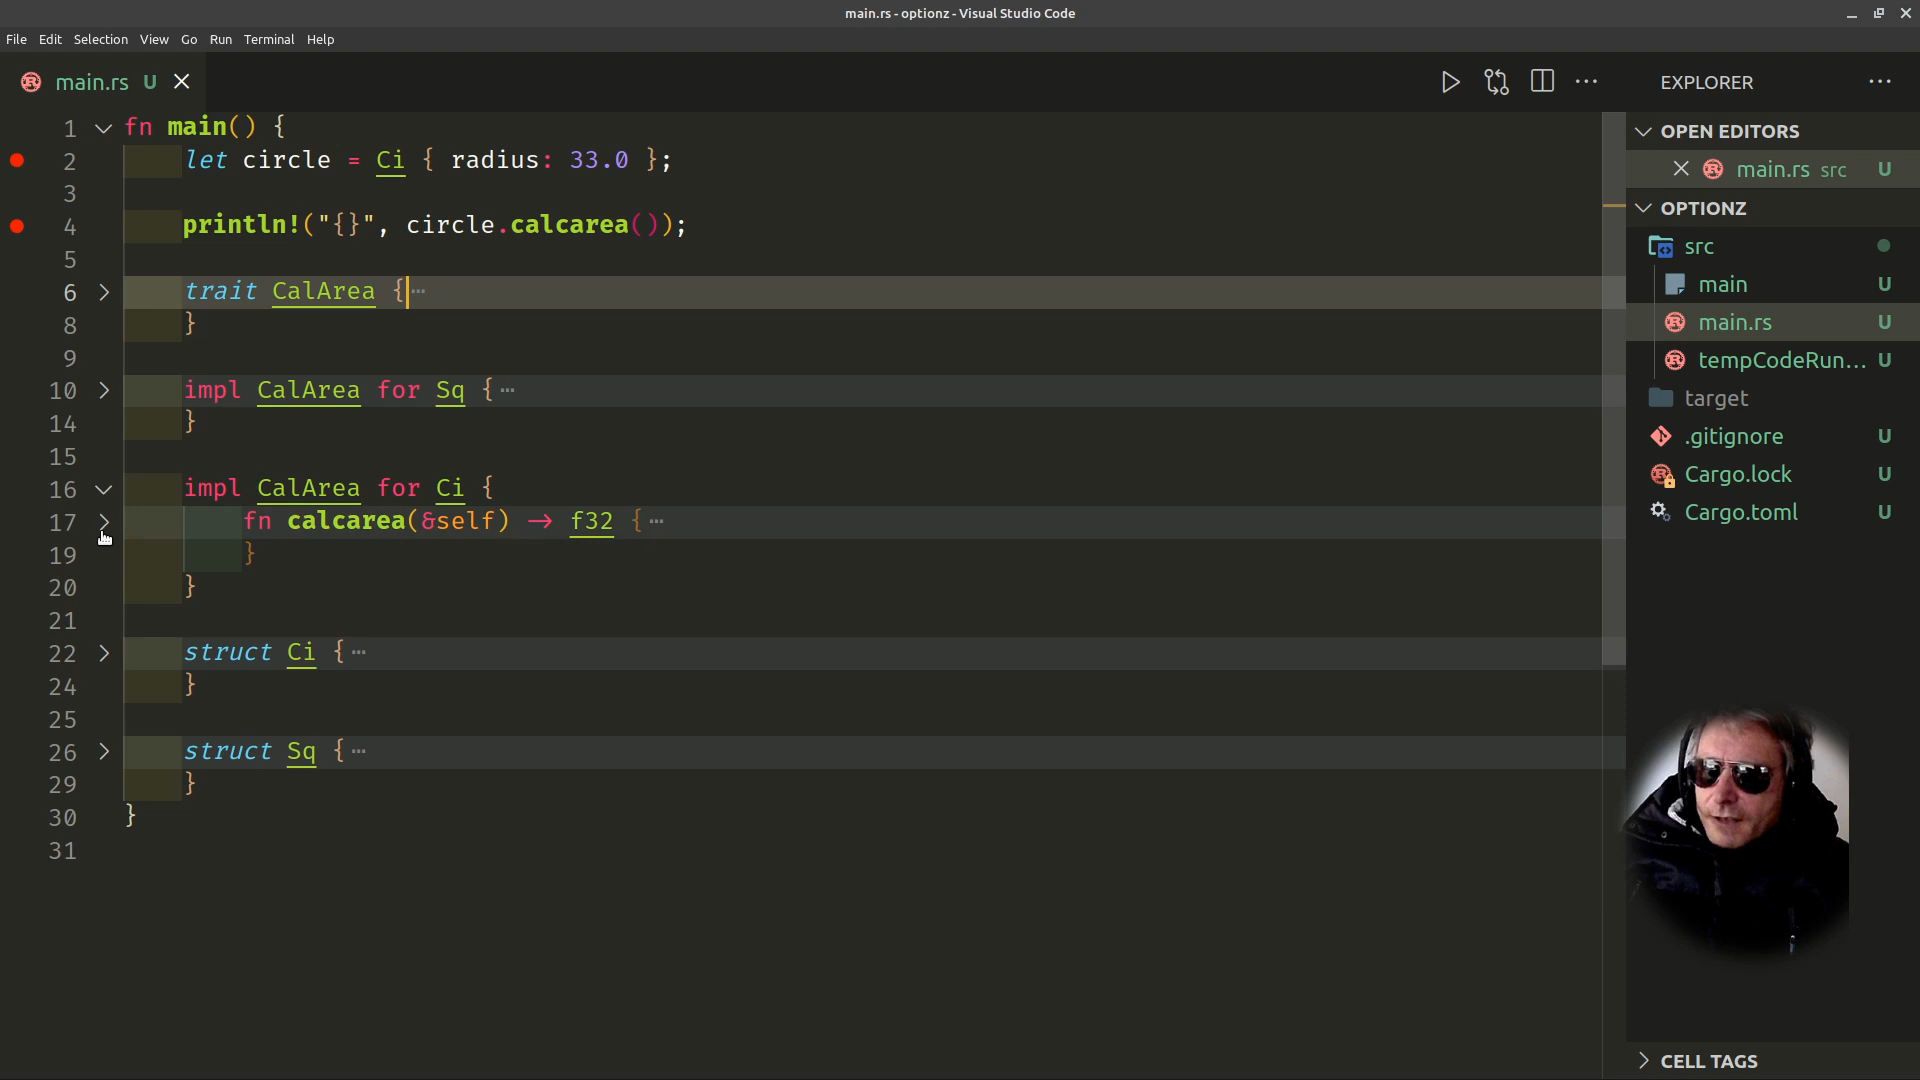 main.rs - optionz - Visual Studio Code
File Edit Selection View Go Run Terminal Help
main.rs U
EXPLORER
1 fn main() {
2 let circle = Ci { radius: 33.0 };
3
4 println!("{}", circle.calcarea());
5
6 trait CalArea {⋯
8 }
9
10 impl CalArea for Sq {⋯
14 }
15
16 impl CalArea for Ci {
17 fn calcarea(&self) → f32 {⋯
19 }
20 }
21
22 struct Ci {⋯
24 }
25
26 struct Sq {⋯
29 }
30 }
31
OPEN EDITORS
main.rs src U
OPTIONZ
src
main U
main.rs U
tempCodeRun... U
target
.gitignore U
Cargo.lock U
Cargo.toml U
CELL TAGS